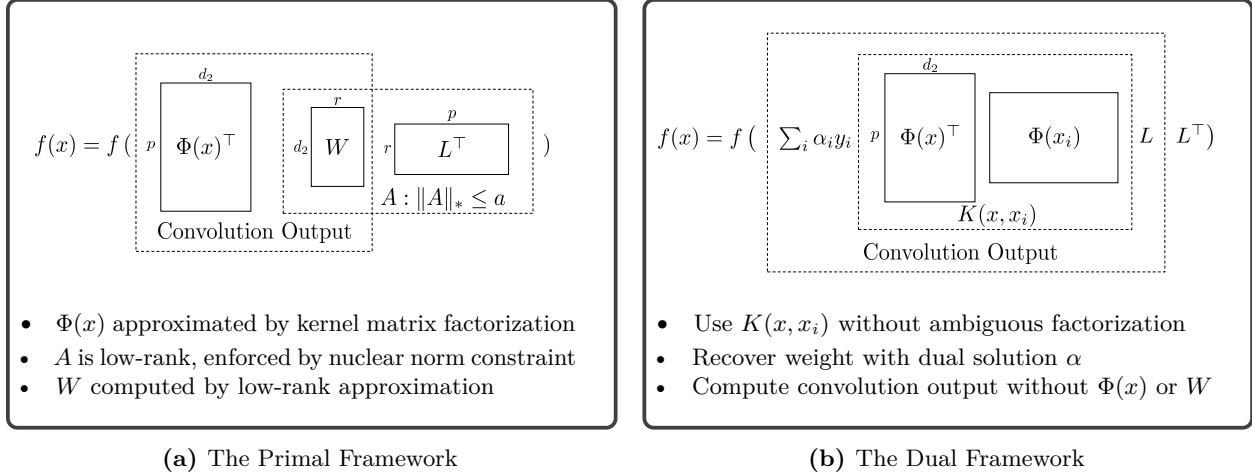 d₂
r
p
f(x) = f ( p Φ(x)⊤ d₂ W r L⊤ )
A : ‖A‖∗ ≤ a
Convolution Output
• Φ(x) approximated by kernel matrix factorization
• A is low-rank, enforced by nuclear norm constraint
• W computed by low-rank approximation
(a) The Primal Framework
d₂
f(x) = f ( ∑ᵢ αᵢyᵢ p Φ(x)⊤ Φ(xᵢ) L L⊤)
K(x, xᵢ)
Convolution Output
• Use K(x, xᵢ) without ambiguous factorization
• Recover weight with dual solution α
• Compute convolution output without Φ(x) or W
(b) The Dual Framework